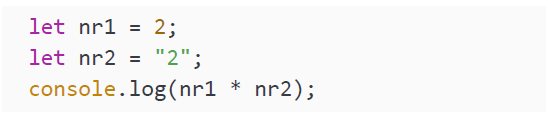 let nr1 = 2;
let nr2 = "2";
console.log(nr1 * nr2);